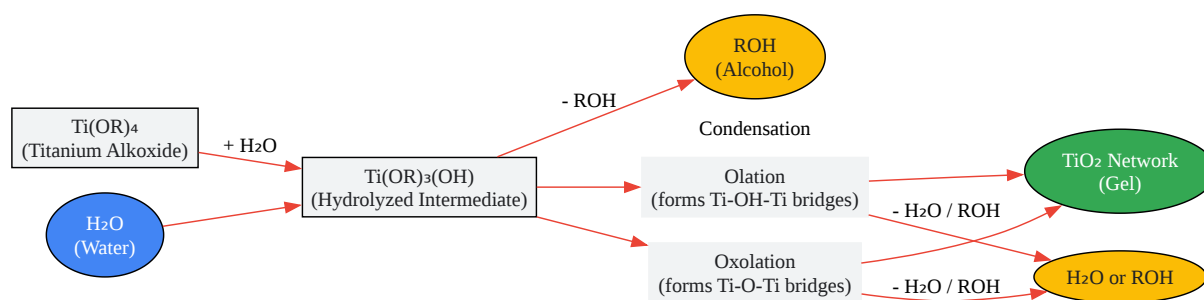 ROH
(Alcohol)
- ROH
Condensation
Ti(OR)₄
(Titanium Alkoxide)
+ H₂O
Ti(OR)₃(OH)
(Hydrolyzed Intermediate)
H₂O
(Water)
Olation
(forms Ti-OH-Ti bridges)
TiO₂ Network
(Gel)
- H₂O / ROH
Oxolation
(forms Ti-O-Ti bridges)
- H₂O / ROH
H₂O or ROH